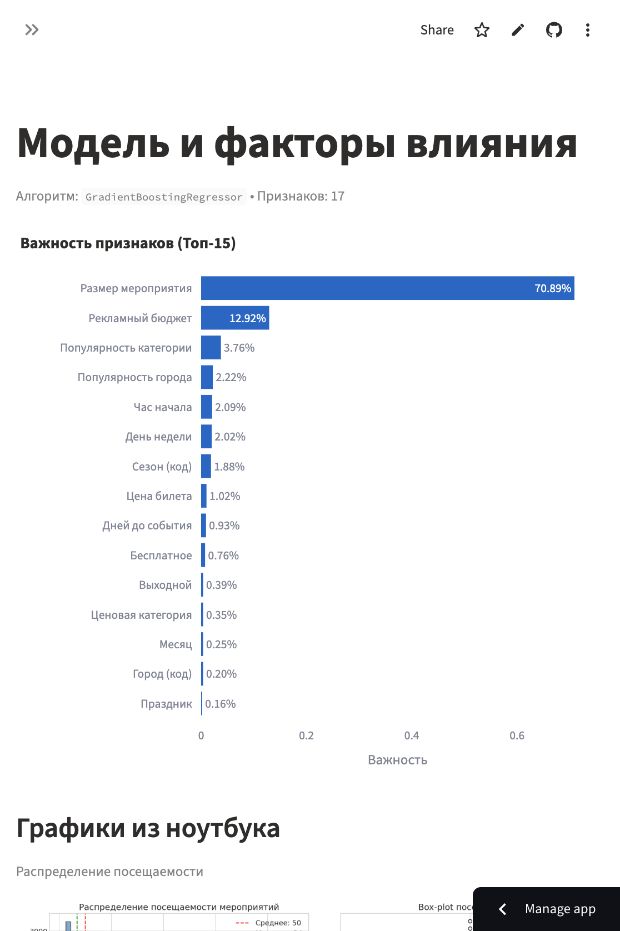 Share
Модель и факторы влияния
Алгоритм: GradientBoostingRegressor • Признаков: 17
Важность признаков (Топ-15)
Размер мероприятия 70.89%
Рекламный бюджет 12.92%
Популярность категории 3.76%
Популярность города 2.22%
Час начала 2.09%
День недели 2.02%
Сезон (код) 1.88%
Цена билета 1.02%
Дней до события 0.93%
Бесплатное 0.76%
Выходной 0.39%
Ценовая категория 0.35%
Месяц 0.25%
Город (код) 0.20%
Праздник 0.16%
0 0.2 0.4 0.6
Важность
Графики из ноутбука
Распределение посещаемости
Распределение посещаемости мероприятий
Среднее: 50
Box-plot
Manage app